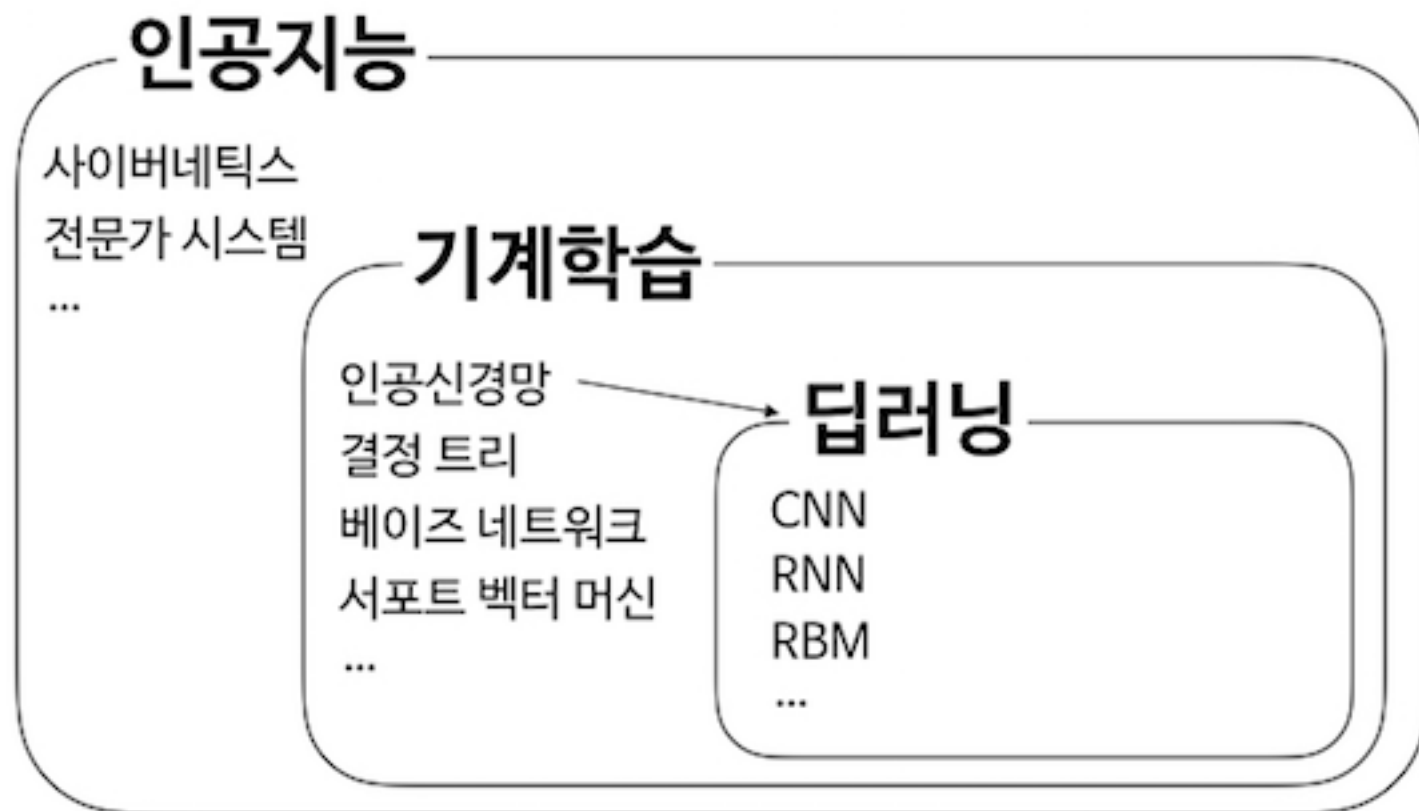 인공지능
사이버네틱스
전문가 시스템
...
기계학습
인공신경망
결정 트리
베이즈 네트워크
서포트 벡터 머신
...
딥러닝
CNN
RNN
RBM
...